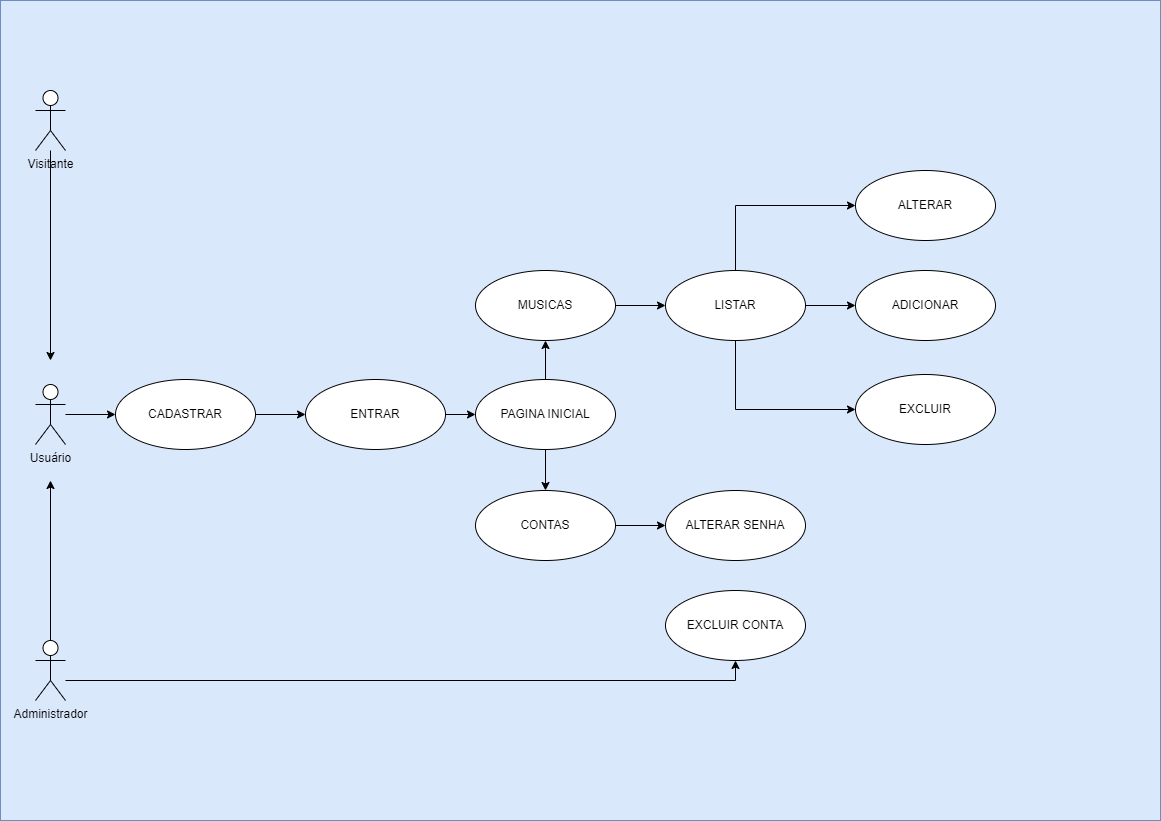 Visitante
ALTERAR
MUSICAS
LISTAR
ADICIONAR
CADASTRAR
ENTRAR
PAGINA INICIAL
EXCLUIR
Usuário
CONTAS
ALTERAR SENHA
EXCLUIR CONTA
Administrador